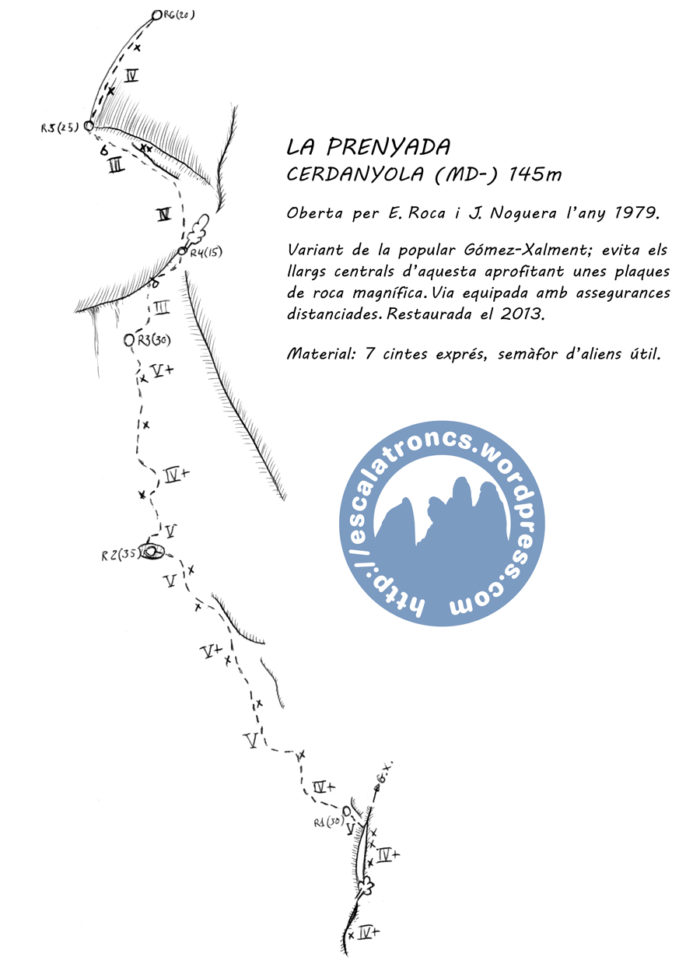 R6(20)
IV
R5(25)
6
III
IV
R4(15)
III
R3(30)
V+
IV+
V
R2(35)
V
V+
V
IV+
R1(30)
V
G.X.
IV+
IV+
LA PRENYADA
CERDANYOLA (MD-) 145m
Oberta per E. Roca i J. Noguera l'any 1979.
Variant de la popular Gómez-Xalment; evita els
llargs centrals d'aquesta aprofitant unes plaques
de roca magnífica. Via equipada amb assegurances
distanciades. Restaurada el 2013.
Material: 7 cintes exprés, semàfor d'aliens útil.
http://escalatroncs.wordpress.com